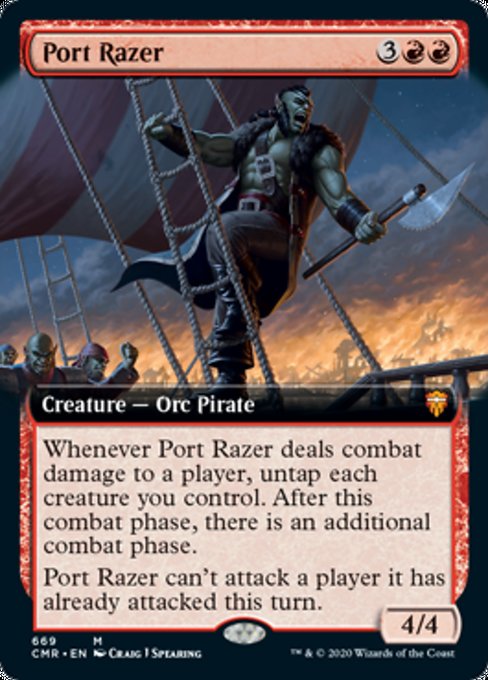 Port Razer 3
Creature — Orc Pirate
Whenever Port Razer deals combat
damage to a player, untap each
creature you control. After this
combat phase, there is an additional
combat phase.
Port Razer can't attack a player it has
already attacked this turn.
4/4
669 M
CMR • EN Craig J Spearing
™ & © 2020 Wizards of the Coast